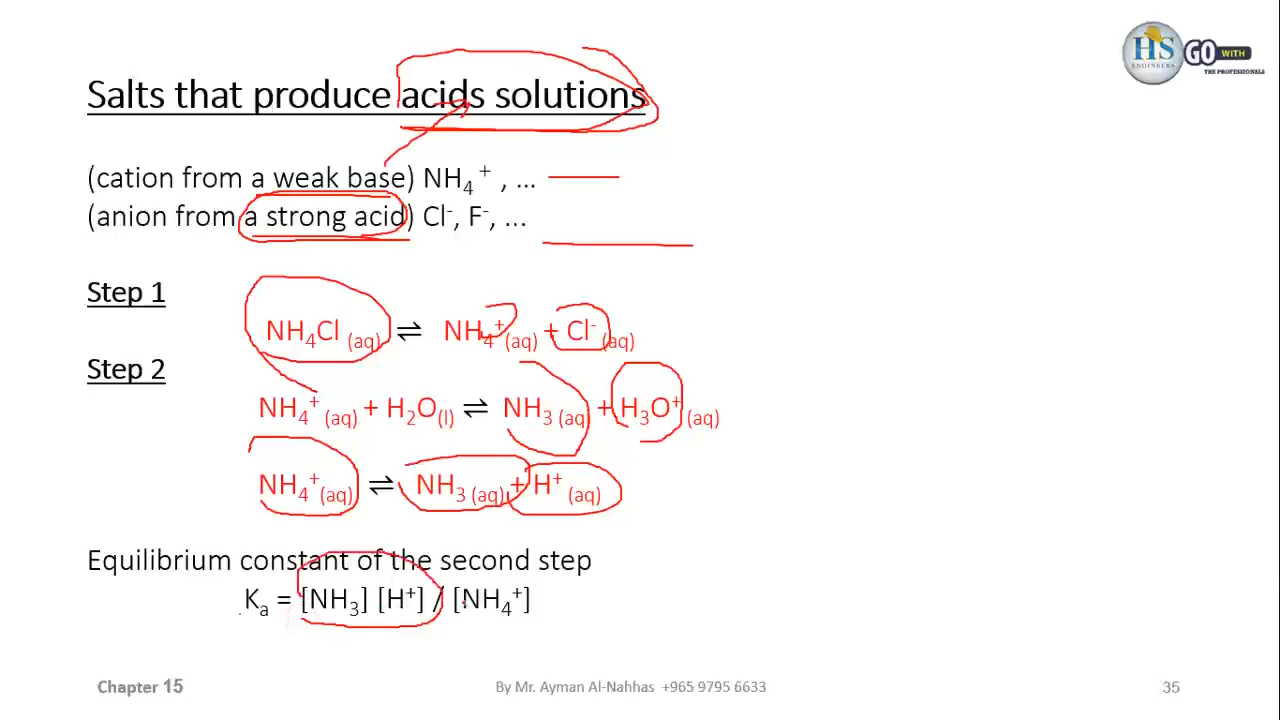 HS
ENGINEERS
GO WITH
THE PROFESSIONALS
Salts that produce acids solutions
(cation from a weak base) NH₄⁺ , ...
(anion from a strong acid) Cl⁻, F⁻, ...
Step 1
NH₄Cl (aq) ⇌ NH₄⁺(aq) + Cl⁻(aq)
Step 2
NH₄⁺ (aq) + H₂O(l) ⇌ NH₃ (aq) + H₃O⁺ (aq)
NH₄⁺(aq) ⇌ NH₃ (aq) + H⁺ (aq)
Equilibrium constant of the second step
Kₐ = [NH₃] [H⁺] / [NH₄⁺]
Chapter 15
By Mr. Ayman Al-Nahhas +965 9795 6633
35